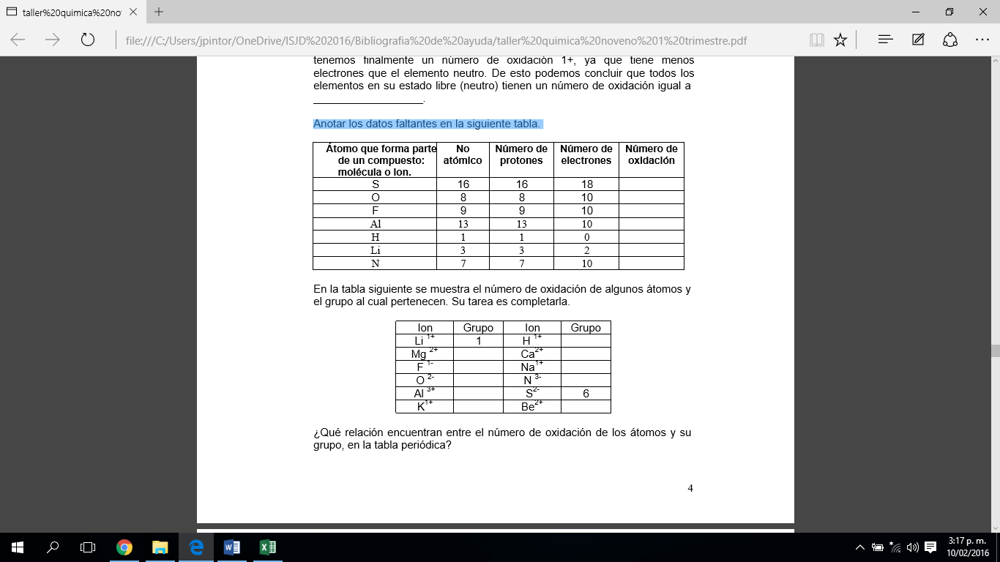 taller%20quimica%20no
file:///C:/Users/jpintor/OneDrive/ISJD%202016/Bibliografia%20de%20ayuda/taller%20quimica%20noveno%201%20trimestre.pdf
tenemos finalmente un número de oxidación 1+, ya que tiene menos
electrones que el elemento neutro. De esto podemos concluir que todos los
elementos en su estado libre (neutro) tienen un número de oxidación igual a
___________________.
Anotar los datos faltantes en la siguiente tabla.
Átomo que forma parte de un compuesto: molécula o Ion. No atómico Número de protones Número de electrones Número de oxidación
S 16 16 18
O 8 8 10
F 9 9 10
Al 13 13 10
H 1 1 0
Li 3 3 2
N 7 7 10
En la tabla siguiente se muestra el número de oxidación de algunos átomos y
el grupo al cual pertenecen. Su tarea es completarla.
Ion Grupo Ion Grupo
Li 1+ 1 H 1+
Mg 2+ Ca2+
F 1- Na1+
O 2- N 3-
Al 3+ S2- 6
K1+ Be2+
¿Qué relación encuentran entre el número de oxidación de los átomos y su
grupo, en la tabla periódica?
4
3:17 p. m.
10/02/2016